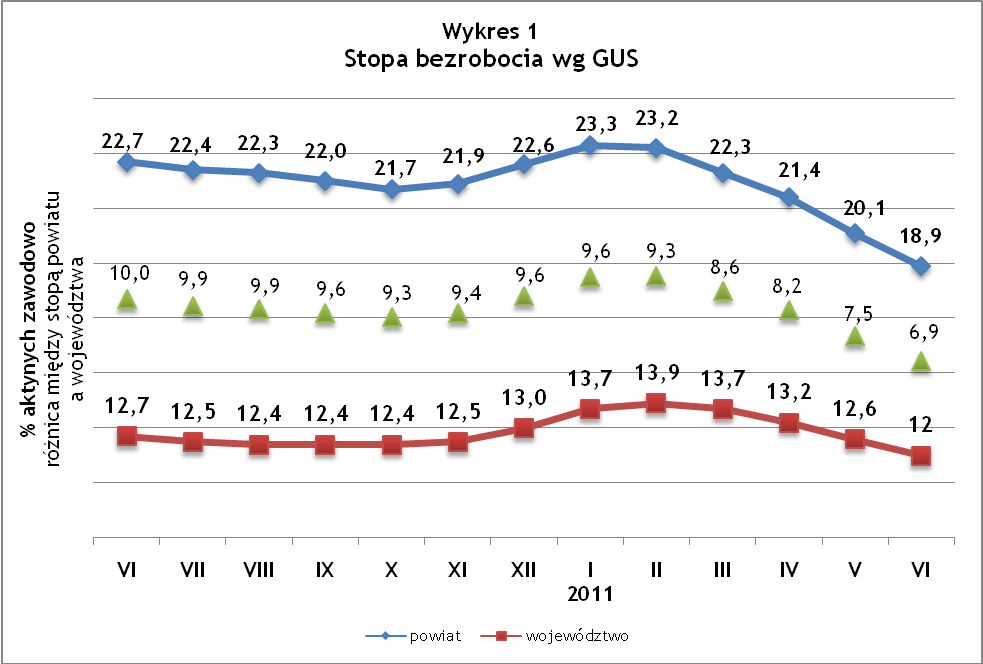 Wykres 1
Stopa bezrobocia wg GUS
% aktynych zawodowo
różnica między stopą powiatu
a województwa
22,7 22,4 22,3 22,0 21,7 21,9 22,6 23,3 23,2 22,3 21,4 20,1 18,9
10,0 9,9 9,9 9,6 9,3 9,4 9,6 9,6 9,3 8,6 8,2 7,5 6,9
12,7 12,5 12,4 12,4 12,4 12,5 13,0 13,7 13,9 13,7 13,2 12,6 12
VI VII VIII IX X XI XII I II III IV V VI
2011
powiat województwo